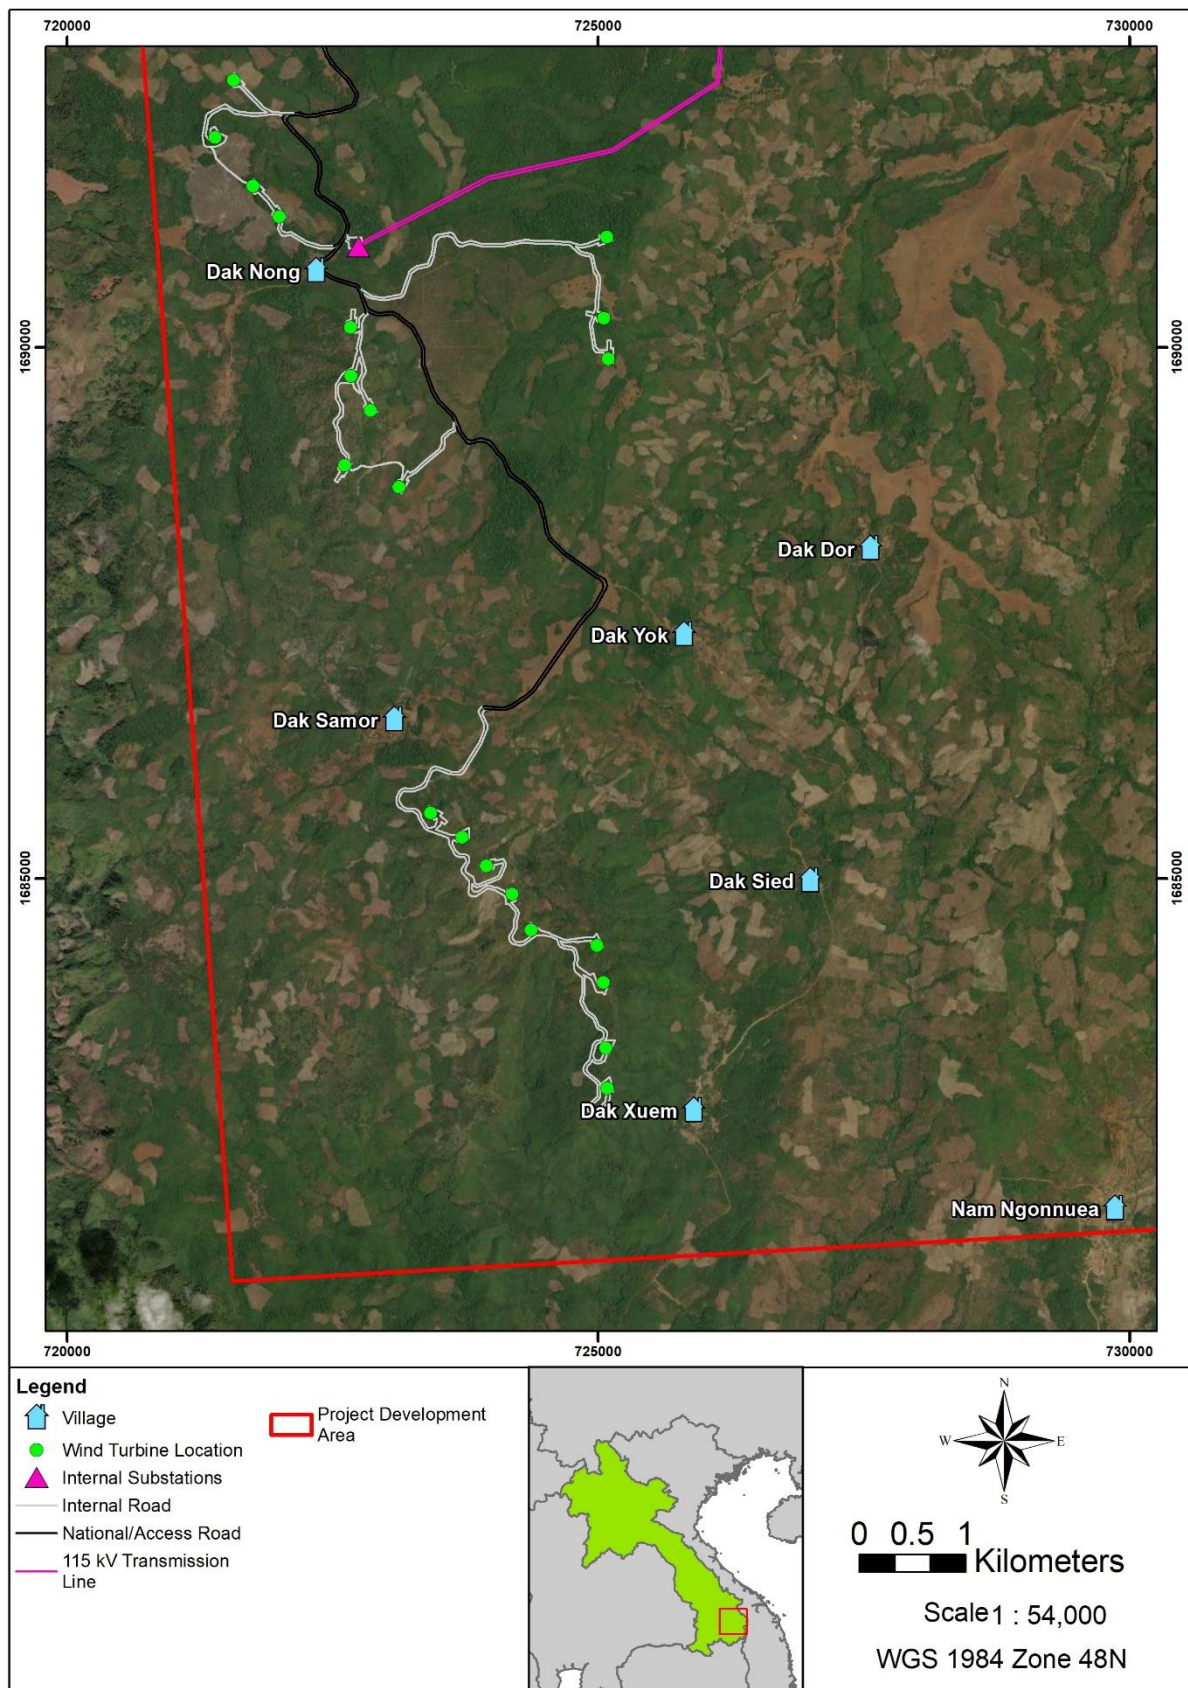 720000 725000 730000
Dak Nong
1690000 1690000
Dak Dor
Dak Yok
Dak Samor
1685000 1685000
Dak Sied
Dak Xuem
Nam Ngonnuea
720000 725000 730000
Legend
Village
Wind Turbine Location
Internal Substations
Internal Road
National/Access Road
115 kV Transmission
Line
Project Development
Area
N
W E
S
0 0.5 1
Kilometers
Scale 1 : 54,000
WGS 1984 Zone 48N